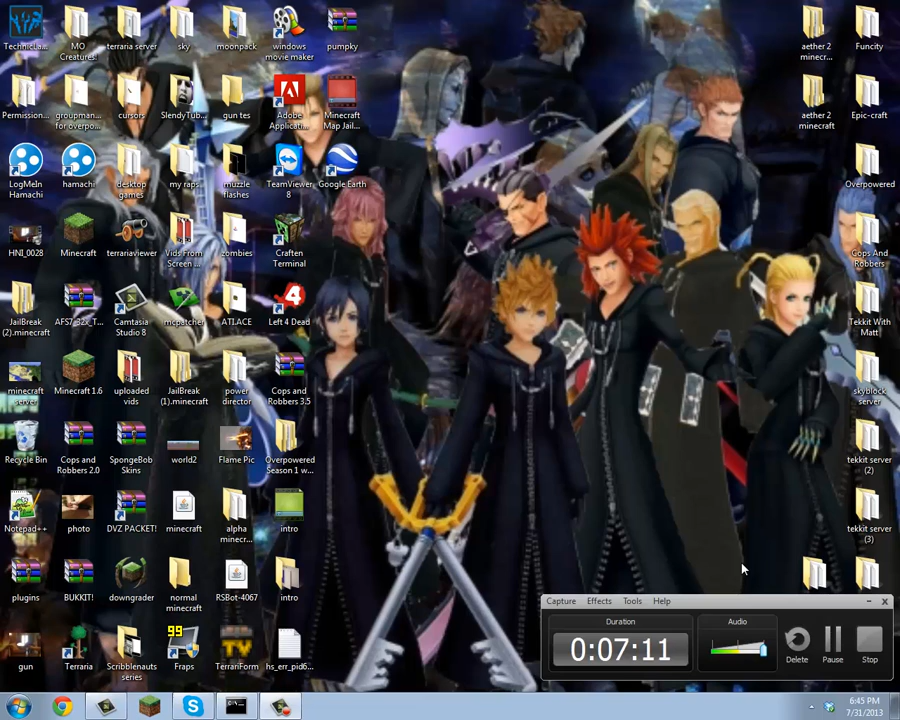 TechnicLa...
MO
Creatures!
terraria server
sky
moonpack
windows
movie maker
pumpky
aether 2
minecr...
Funcity
Permission...
groupman...
for overpo...
cursors
SlendyTub...
gun tes
Adobe
Applicati...
Minecraft
Map Jail...
aether 2
minecraft
Epic-craft
LogMeIn
Hamachi
hamachi
desktop
games
my raps
muzzle
flashes
TeamViewer
8
Google Earth
Overpowered
HNI_0028
Minecraft
terrariaviewer
Vids From
Screen ...
zombies
Craften
Terminal
Cops And
Robbers
JailBreak
(2).minecraft
AFS7-32x_T...
Camtasia
Studio 8
mcpatcher
ATLACE
Left 4 Dead
Tekkit With
Matt
minecraft
server
Minecraft 1.6
uploaded
vids
JailBreak
(1).minecraft
power
director
Cops and
Robbers 3.5
skyblock
server
Recycle Bin
Cops and
Robbers 2.0
SpongeBob
Skins
world2
Flame Pic
Overpowered
Season 1 w...
tekkit server
(2)
Notepad++
photo
DVZ PACKET!
minecraft
alpha
minecr...
intro
tekkit server
(3)
plugins
BUKKIT!
downgrader
normal
minecraft
RSBot-4067
intro
gun
Terraria
Scribblenauts
series
99
Fraps
TV
TerrariForm
hs_err_pid6...
Capture Effects Tools Help
Duration
0:07:11
Audio
Delete
Pause
Stop
6:45 PM
7/31/2013